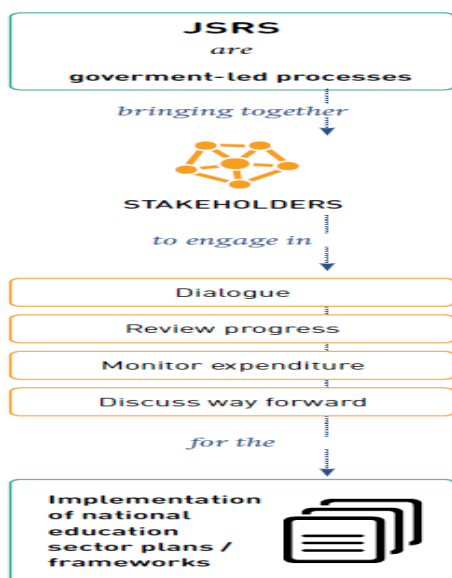 JSRS
are
goverment-led processes
bringing together
STAKEHOLDERS
to engage in
Dialogue
Review progress
Monitor expenditure
Discuss way forward
for the
Implementation
of national
education
sector plans /
frameworks